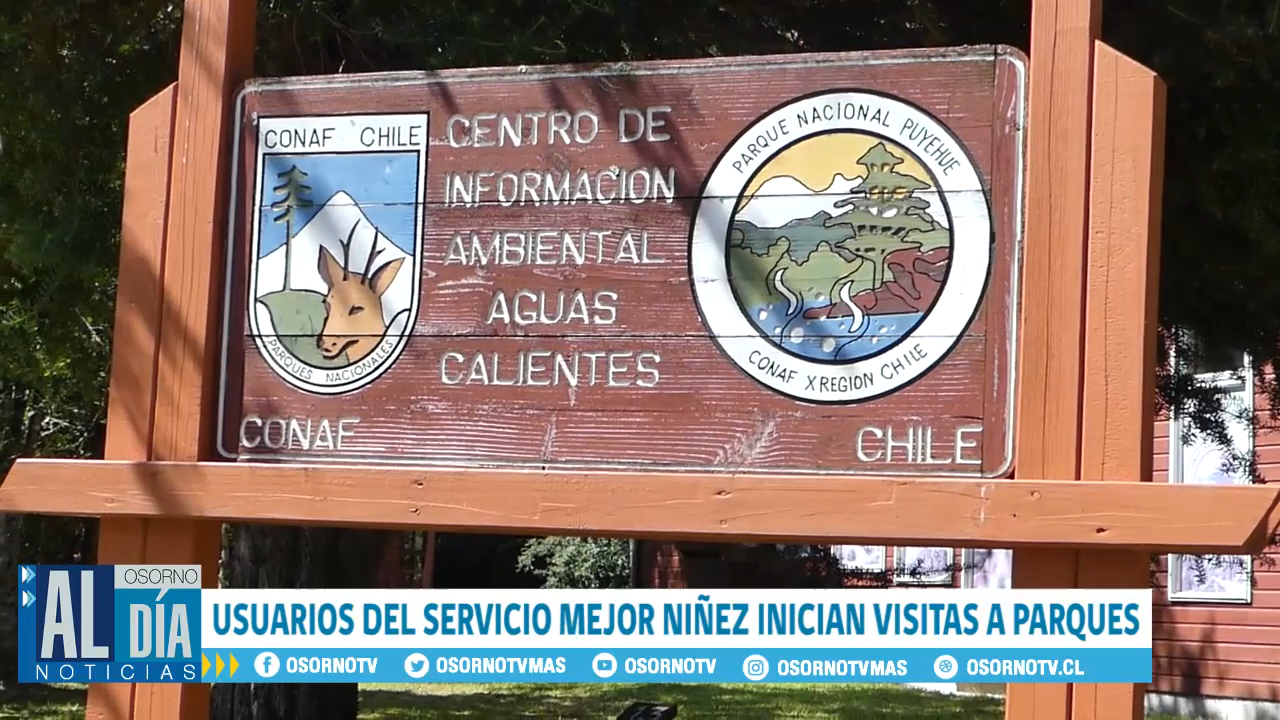 CONAF CHILE
PARQUES NACIONALES
CENTRO DE
INFORMACION
AMBIENTAL
AGUAS
CALIENTES
PARQUE NACIONAL PUYEHUE
CONAF X REGION CHILE
CONAF
CHILE
OSORNO
AL DÍA
NOTICIAS
USUARIOS DEL SERVICIO MEJOR NIÑEZ INICIAN VISITAS A PARQUES
OSORNOTV OSORNOTVMAS OSORNOTV OSORNOTVMAS OSORNOTV.CL